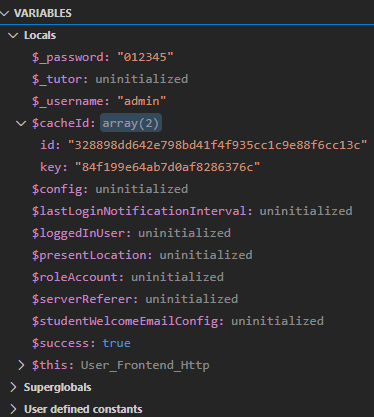 VARIABLES
Locals
$_password: "012345"
$_tutor: uninitialized
$_username: "admin"
$cacheId: array(2)
id: "328898dd642e798bd41f4f935cc1c9e88f6cc13c"
key: "84f199e64ab7d0af8286376c"
$config: uninitialized
$lastLoginNotificationInterval: uninitialized
$loggedInUser: uninitialized
$presentLocation: uninitialized
$roleAccount: uninitialized
$serverReferer: uninitialized
$studentWelcomeEmailConfig: uninitialized
$success: true
$this: User_Frontend_Http
Superglobals
User defined constants